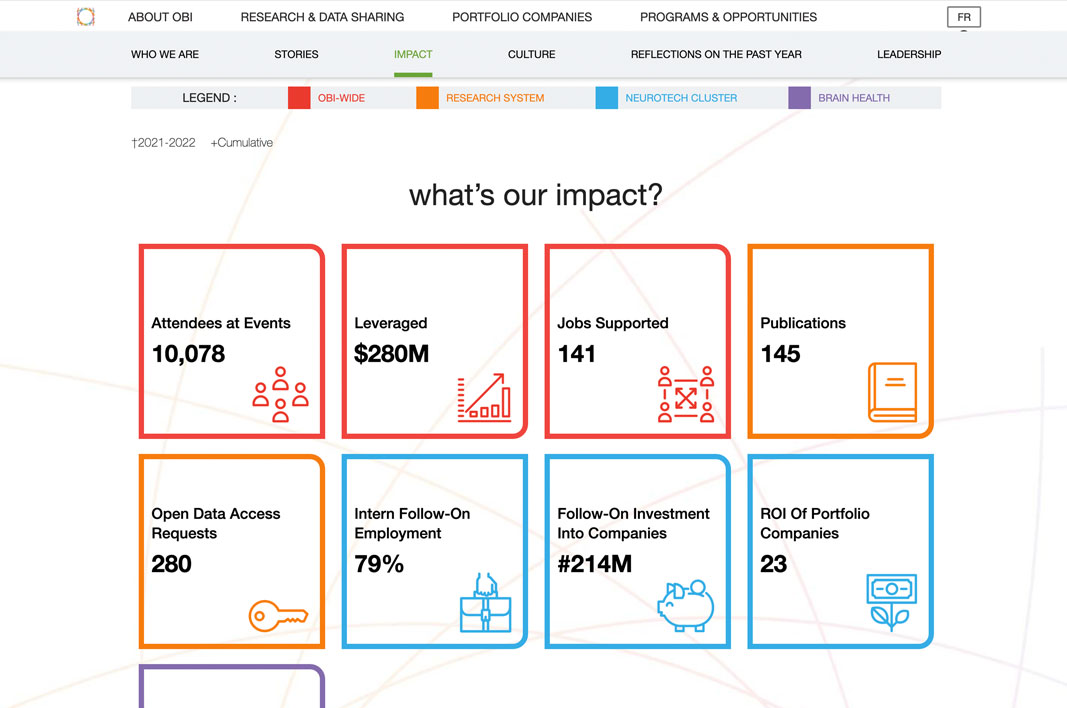 ABOUT OBI RESEARCH & DATA SHARING PORTFOLIO COMPANIES PROGRAMS & OPPORTUNITIES FR
WHO WE ARE STORIES IMPACT CULTURE REFLECTIONS ON THE PAST YEAR LEADERSHIP
LEGEND : OBI-WIDE RESEARCH SYSTEM NEUROTECH CLUSTER BRAIN HEALTH
†2021-2022 +Cumulative
what's our impact?
Attendees at Events
10,078
Leveraged
$280M
Jobs Supported
141
Publications
145
Open Data Access
Requests
280
Intern Follow-On
Employment
79%
Follow-On Investment
Into Companies
#214M
ROI Of Portfolio
Companies
23